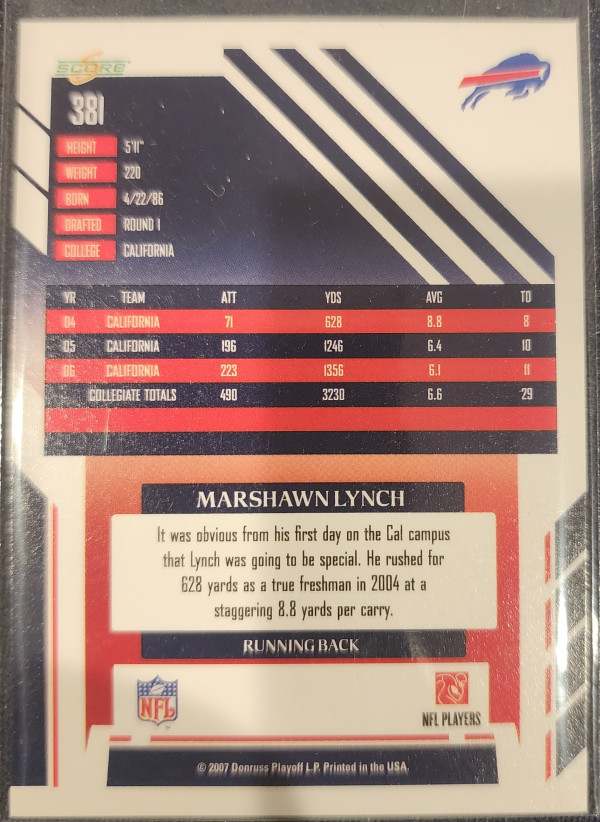 SCORE
381
HEIGHT 5'11"
WEIGHT 220
BORN 4/22/86
DRAFTED ROUND 1
COLLEGE CALIFORNIA
YR TEAM ATT YDS AVG TD
04 CALIFORNIA 71 628 8.8 8
05 CALIFORNIA 196 1246 6.4 10
06 CALIFORNIA 223 1356 6.1 11
COLLEGIATE TOTALS 490 3230 6.6 29
MARSHAWN LYNCH
It was obvious from his first day on the Cal campus
that Lynch was going to be special. He rushed for
628 yards as a true freshman in 2004 at a
staggering 8.8 yards per carry.
RUNNING BACK
NFL
NFL PLAYERS
© 2007 Donruss Playoff L.P. Printed in the USA